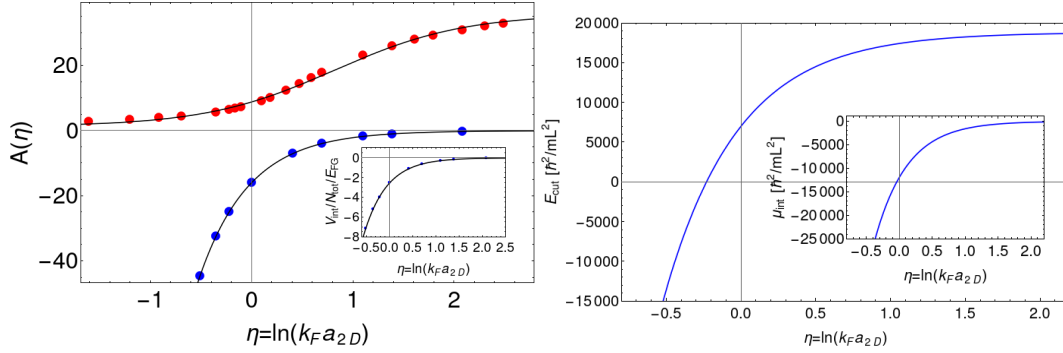 A(η)
20
0
-20
-40
-1
0
1
2
η=ln(k_F a_2D)
V_int/N_tot/E_FG
0
-2
-4
-6
-8
-0.5 0.0 0.5 1.0 1.5 2.0 2.5
η=ln(k_F a_2D)
E_cut [ħ²/mL²]
20 000
15 000
10 000
5000
0
-5000
-10 000
-15 000
-0.5 0.0 0.5 1.0 1.5 2.0
η=ln(k_F a_2D)
μ_int [ħ²/mL²]
0
-5000
-10 000
-15 000
-20 000
-25 000
-0.5 0.0 0.5 1.0 1.5 2.0
η=ln(k_F a_2D)